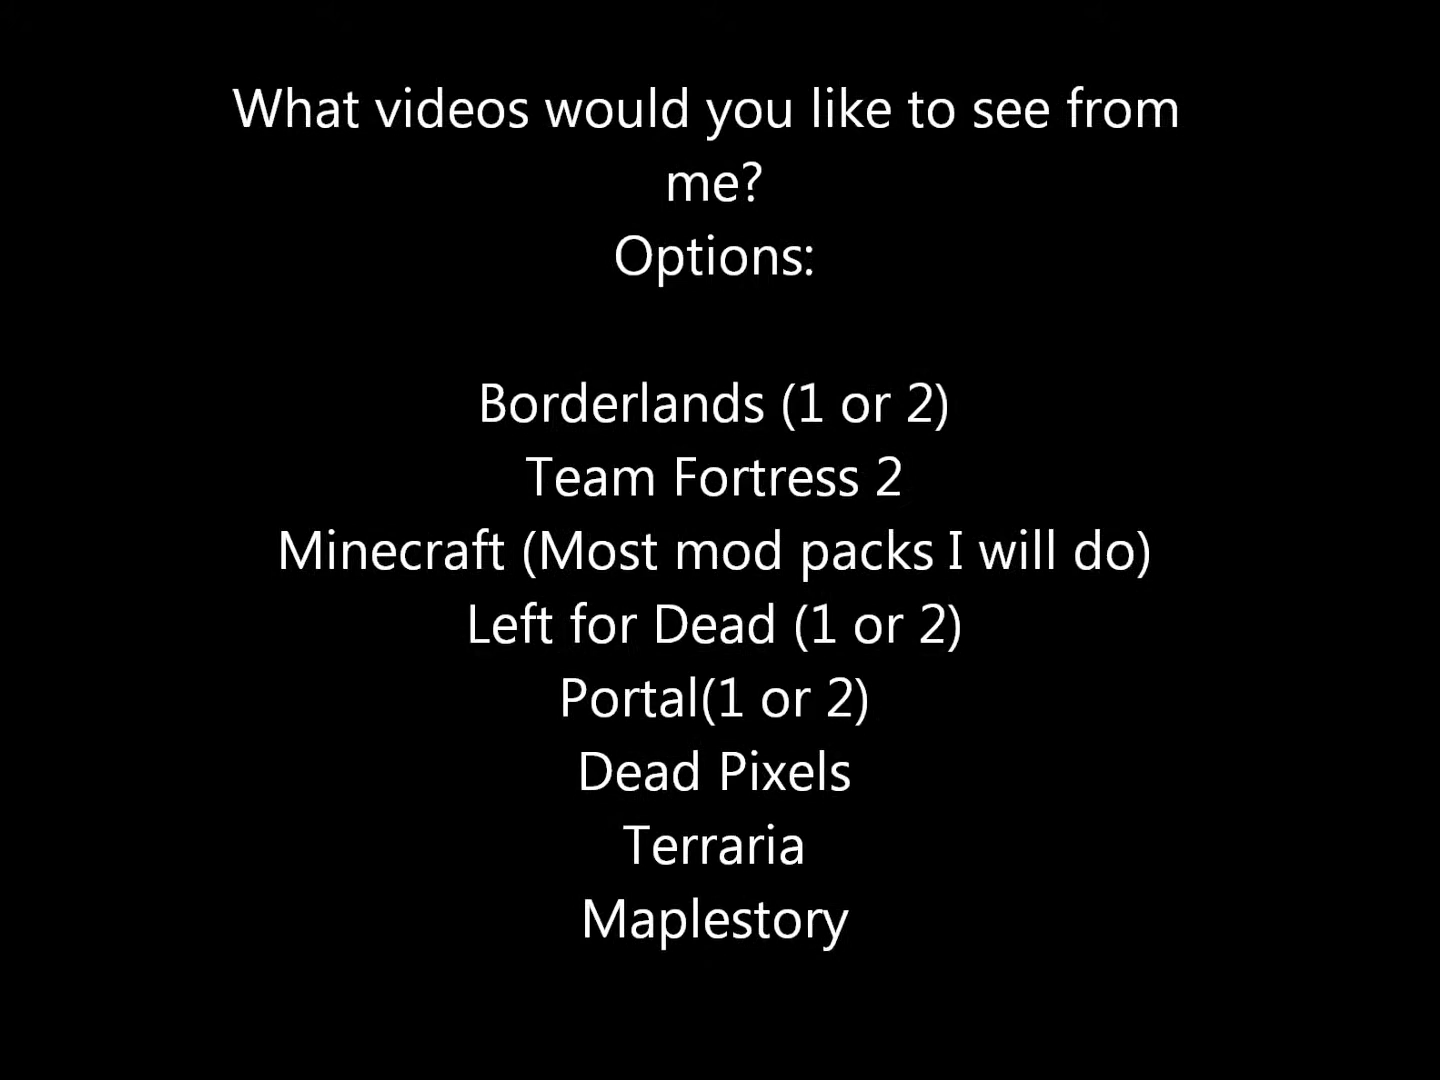 What videos would you like to see from
me?
Options:
Borderlands (1 or 2)
Team Fortress 2
Minecraft (Most mod packs I will do)
Left for Dead (1 or 2)
Portal(1 or 2)
Dead Pixels
Terraria
Maplestory